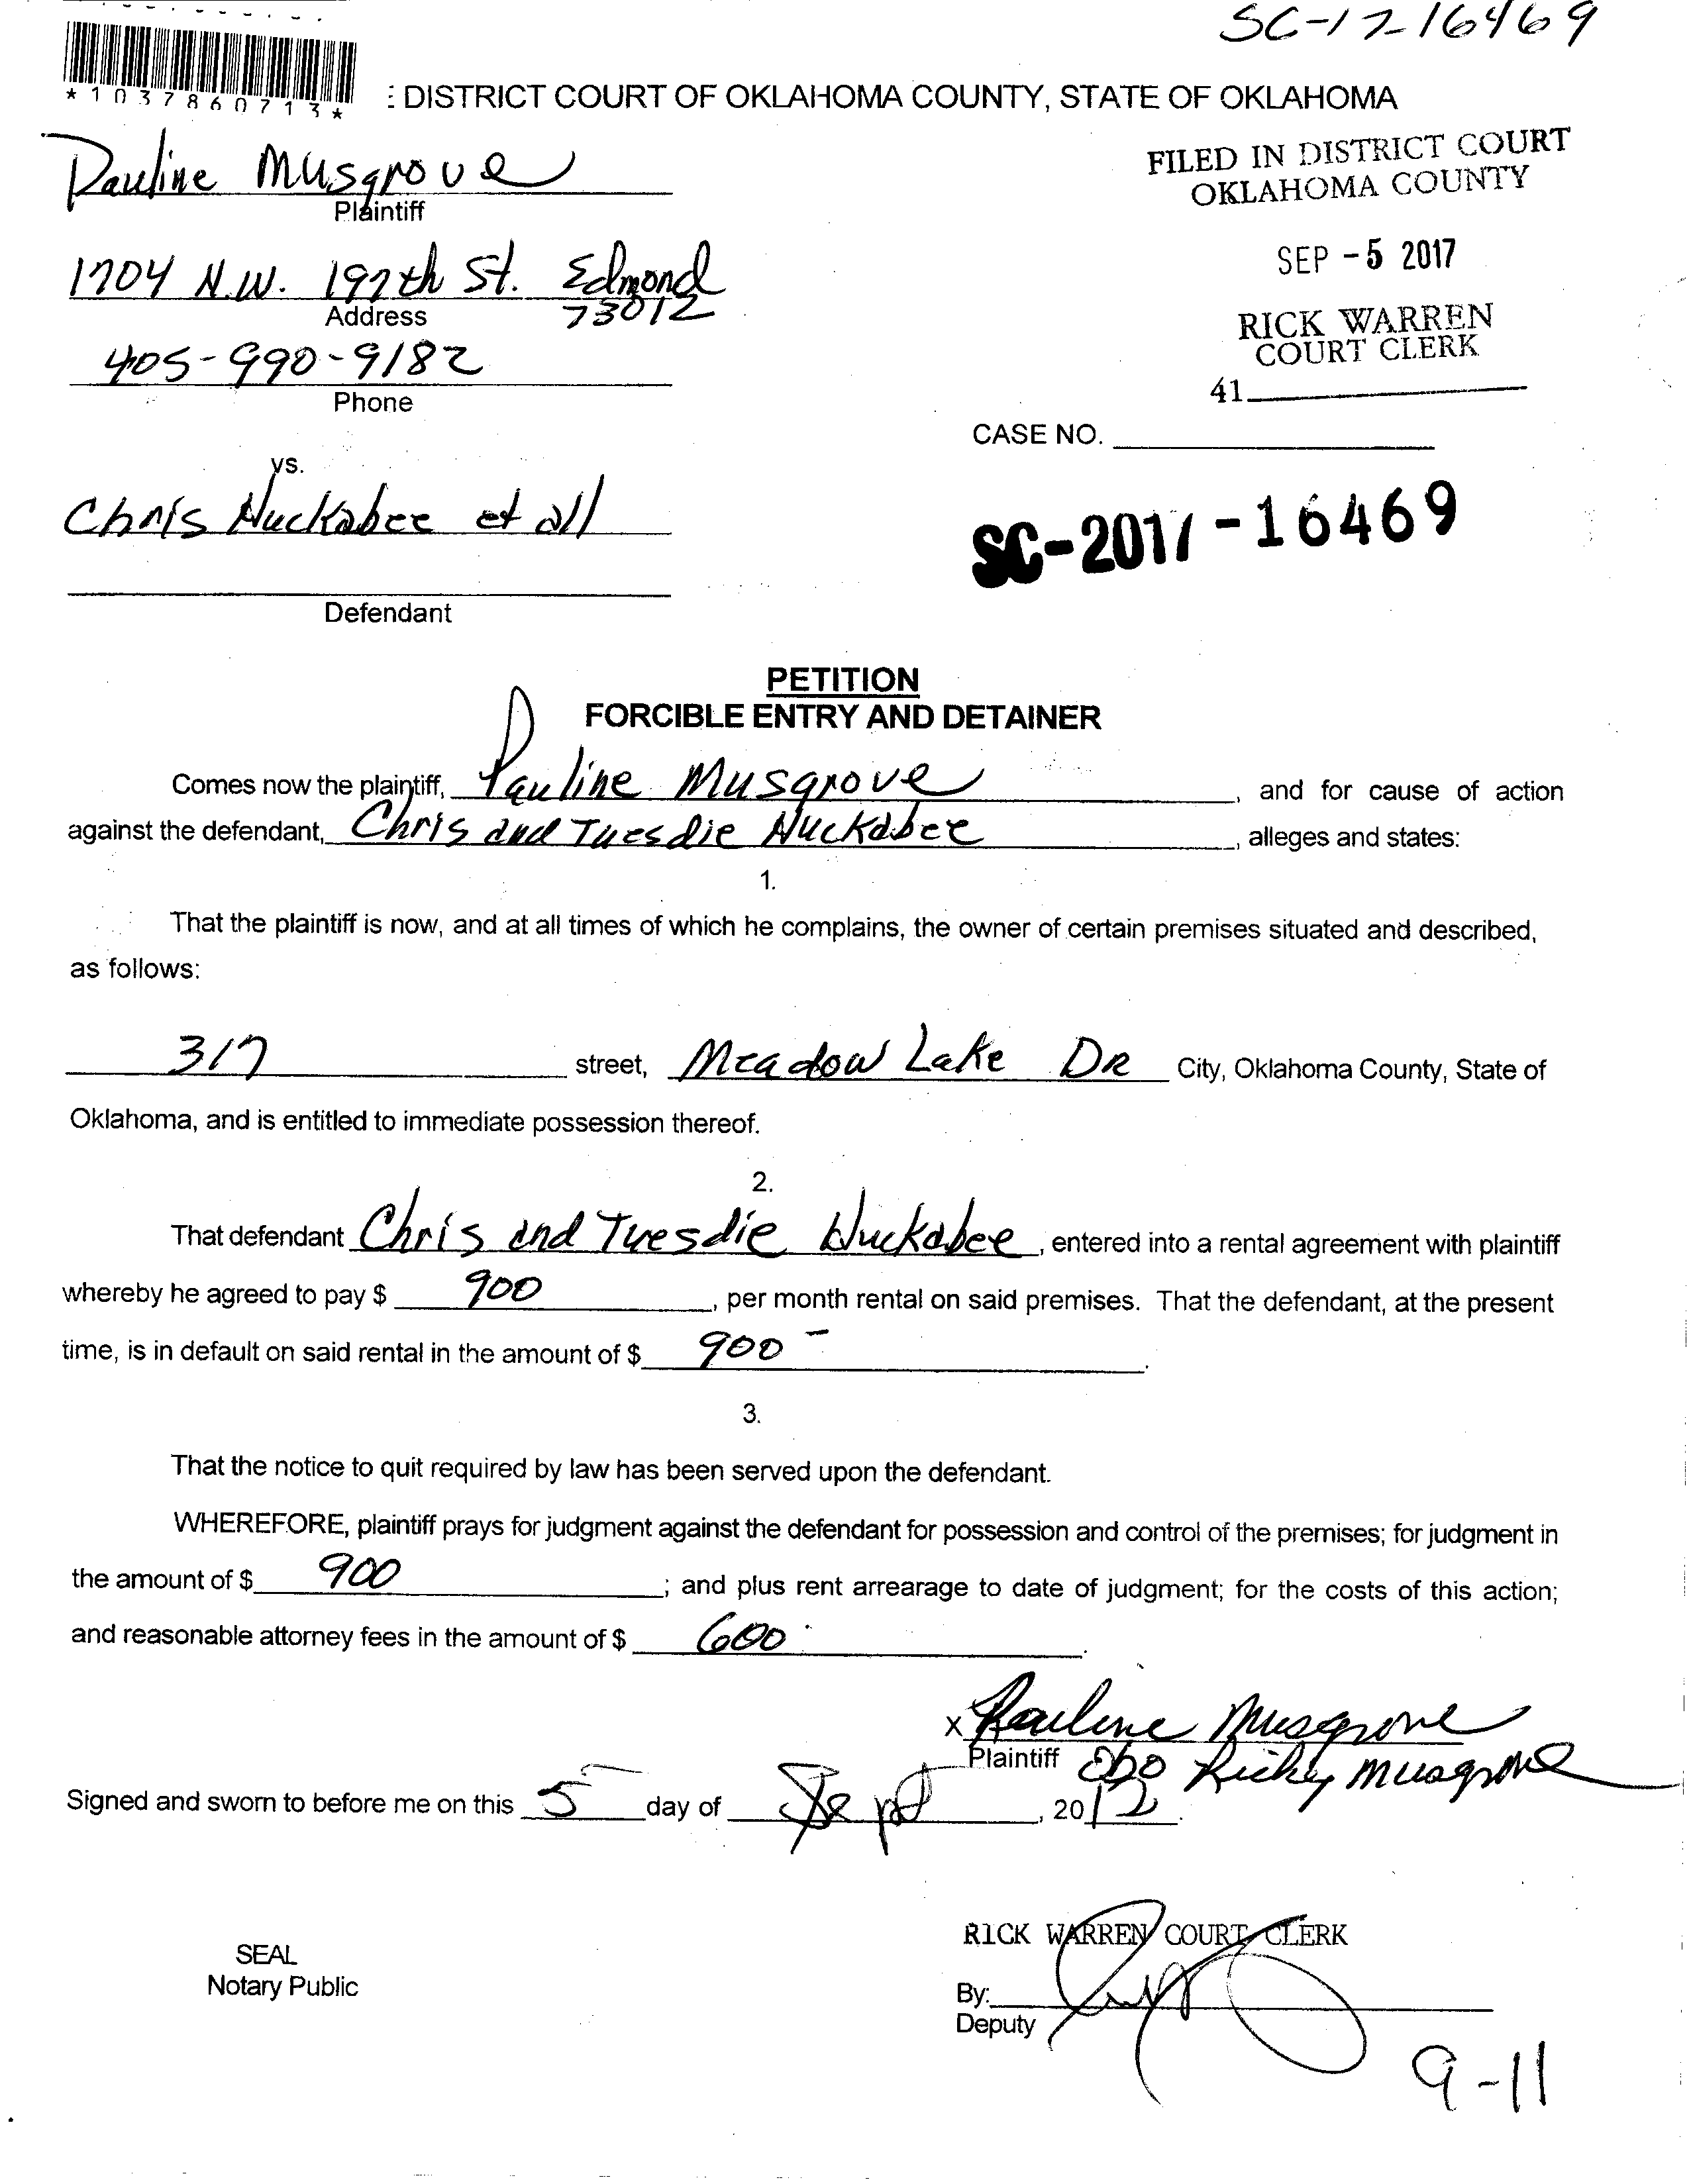 SC-17-16469
*1037860713*
: DISTRICT COURT OF OKLAHOMA COUNTY, STATE OF OKLAHOMA
Pauline Musgrove
Plaintiff
FILED IN DISTRICT COURT
OKLAHOMA COUNTY
1704 N.W. 197th St. Edmond
73012
Address
SEP -5 2017
405-990-9182
Phone
RICK WARREN
COURT CLERK
41
CASE NO.
vs.
Chris Huckabee et all
SC-2017-16469
Defendant
PETITION
FORCIBLE ENTRY AND DETAINER
Comes now the plaintiff, Pauline Musgrove, and for cause of action
against the defendant, Chris and Tuesdie Huckabee, alleges and states:
1.
That the plaintiff is now, and at all times of which he complains, the owner of certain premises situated and described,
as follows:
317 street, Meadow Lake DR City, Oklahoma County, State of
Oklahoma, and is entitled to immediate possession thereof.
2.
That defendant Chris and Tuesdie Huckabee, entered into a rental agreement with plaintiff
whereby he agreed to pay $ 900, per month rental on said premises. That the defendant, at the present
time, is in default on said rental in the amount of $ 900-.
3.
That the notice to quit required by law has been served upon the defendant.
WHEREFORE, plaintiff prays for judgment against the defendant for possession and control of the premises; for judgment in
the amount of $ 900; and plus rent arrearage to date of judgment; for the costs of this action;
and reasonable attorney fees in the amount of $ 600.
x Pauline Musgrove
Plaintiff obo Ricky Musgrove
Signed and sworn to before me on this 5 day of Sept, 2017.
RICK WARREN COURT CLERK
SEAL
Notary Public
By:
Deputy
9-11